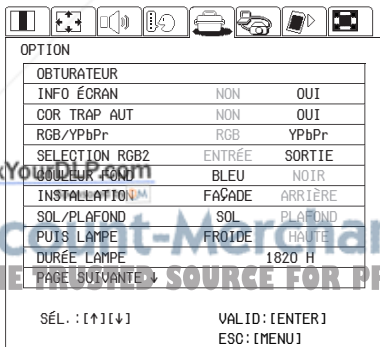 OPTION
OBTURATEUR
INFO ÉCRAN NON OUI
COR TRAP AUT NON OUI
RGB/YPbPr RGB YPbPr
SELECTION RGB2 ENTRÉE SORTIE
COULEUR FOND BLEU NOIR
INSTALLATION FAÇADE ARRIÈRE
SOL/PLAFOND SOL PLAFOND
PUIS LAMPE FROIDE HAUTE
DURÉE LAMPE 1820 H
PAGE SUIVANTE ↓
SÉL.:[↑][↓] VALID:[ENTER]
ESC:[MENU]